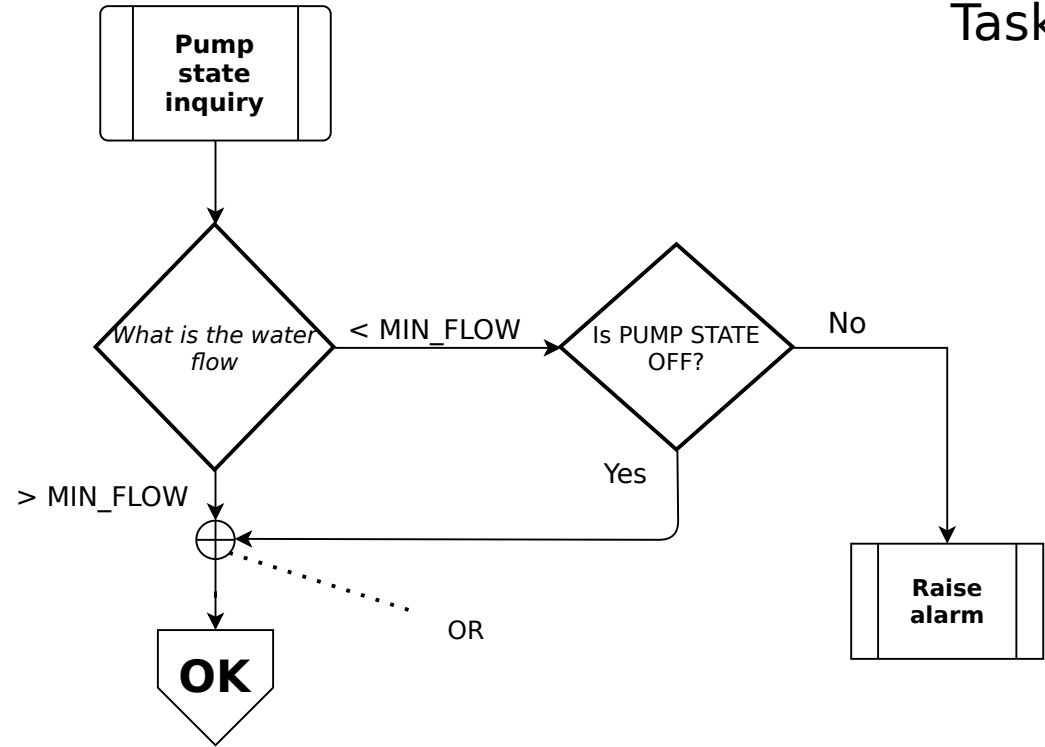 Task
Pump
state
inquiry
What is the water
flow
< MIN_FLOW
Is PUMP STATE
OFF?
No
Yes
> MIN_FLOW
OR
OK
Raise
alarm